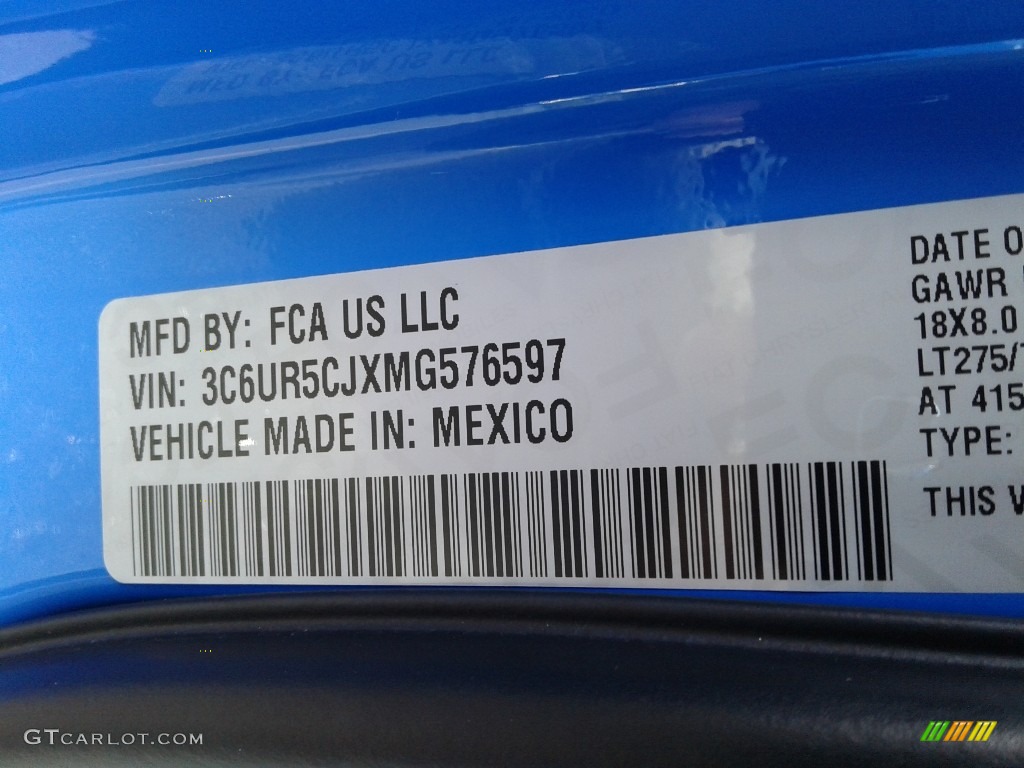 MFD BY: FCA US LLC
VIN: 3C6UR5CJXMG576597
VEHICLE MADE IN: MEXICO
DATE O
GAWR
18X8.0
LT275/
AT 415
TYPE:
THIS
GTCARLOT.COM